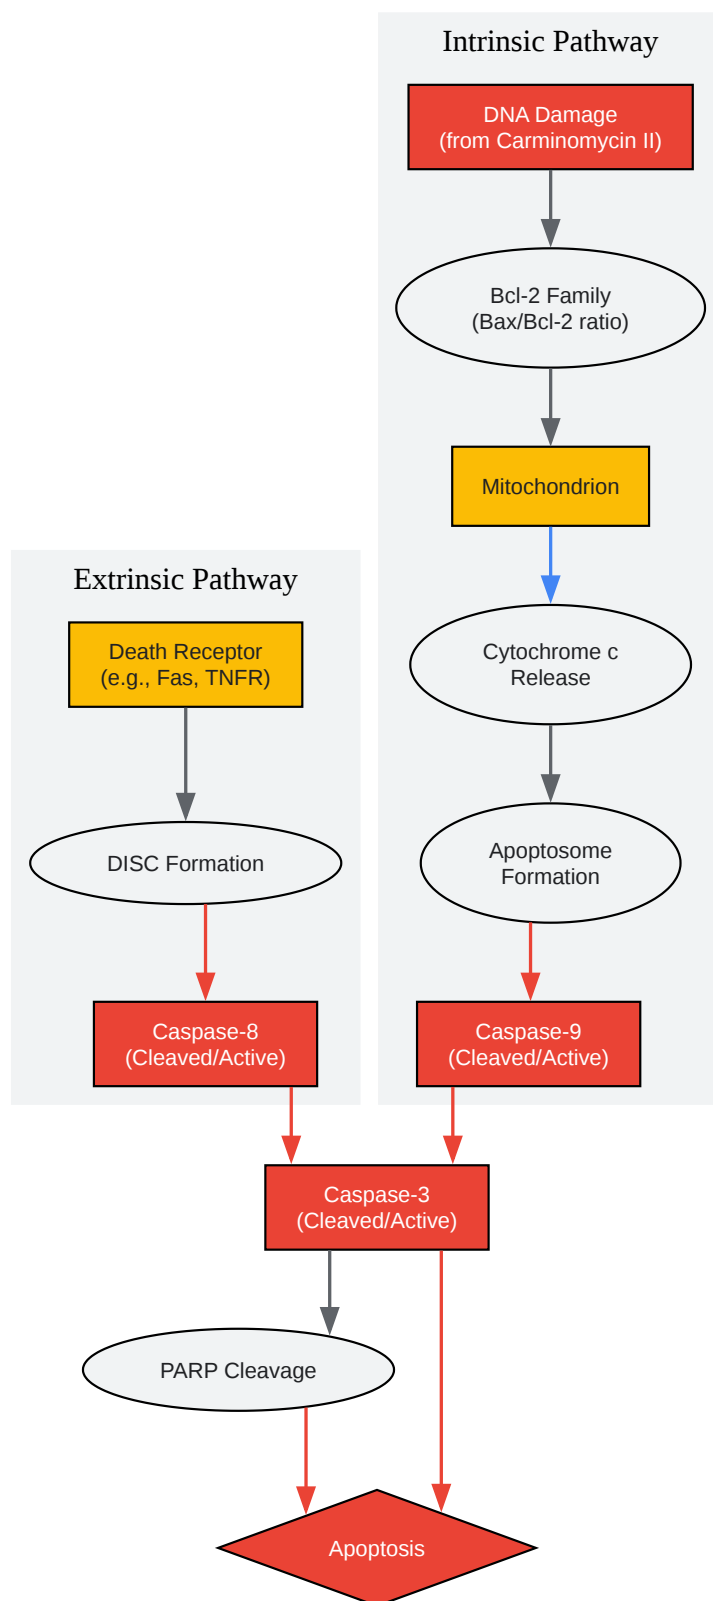 Intrinsic Pathway
DNA Damage
(from Carminomycin II)
Bcl-2 Family
(Bax/Bcl-2 ratio)
Mitochondrion
Cytochrome c
Release
Apoptosome
Formation
Caspase-9
(Cleaved/Active)
Extrinsic Pathway
Death Receptor
(e.g., Fas, TNFR)
DISC Formation
Caspase-8
(Cleaved/Active)
Caspase-3
(Cleaved/Active)
PARP Cleavage
Apoptosis